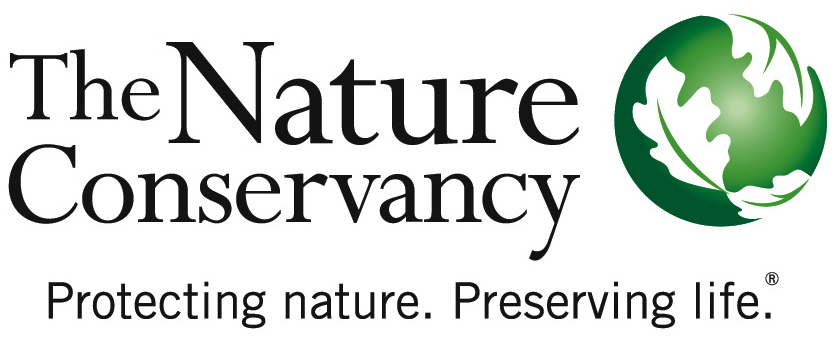 The Nature
Conservancy
Protecting nature. Preserving life.®